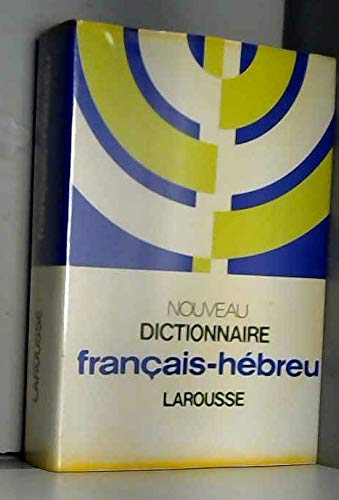 NOUVEAU
DICTIONNAIRE
français-hébreu
LAROUSSE
LAROUSSE